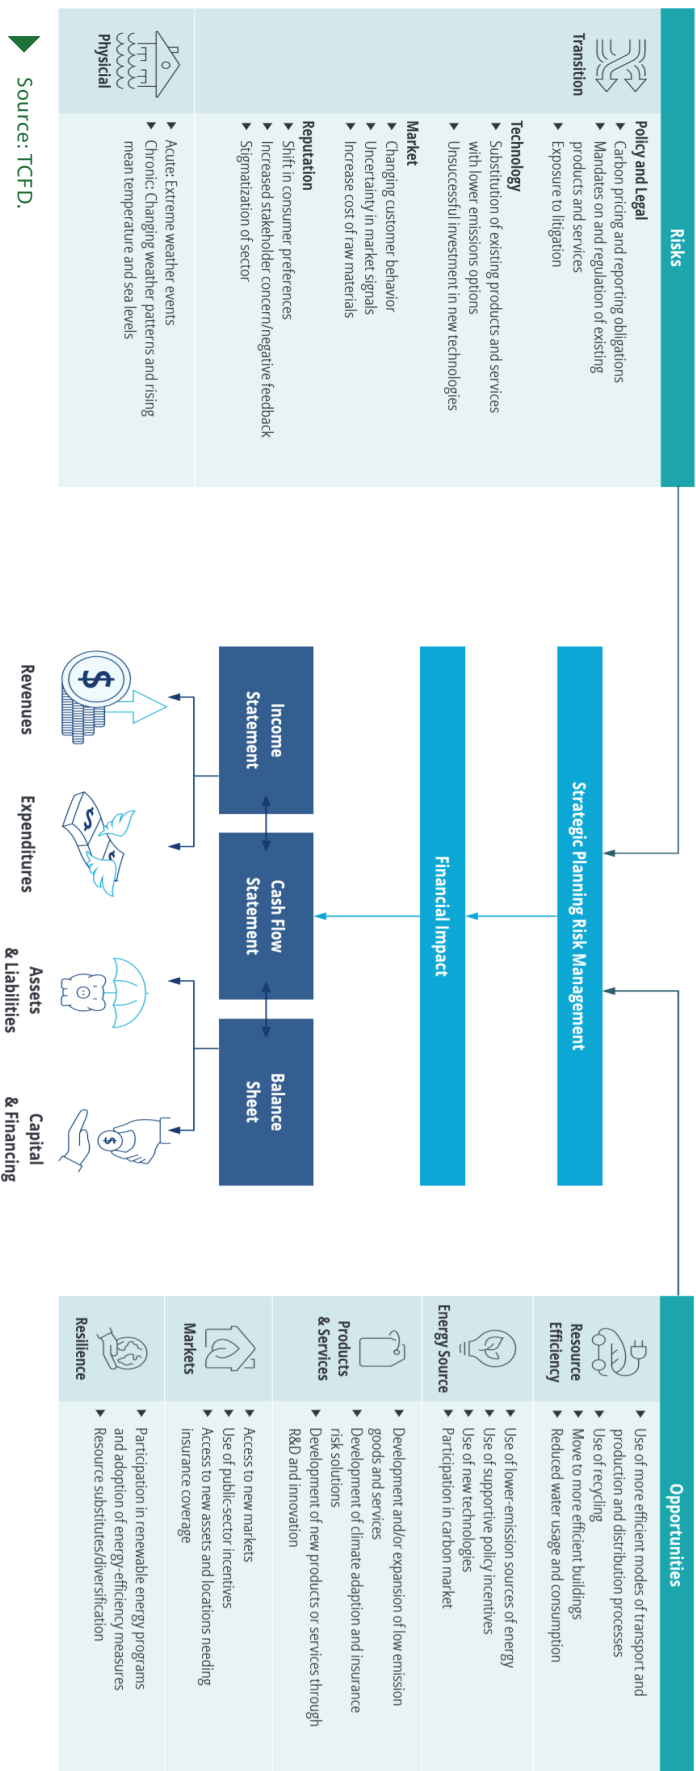 Risks
Transition
Policy and Legal
Carbon pricing and reporting obligations
Mandates on and regulation of existing
products and services
Exposure to litigation
Technology
Substitution of existing products and services
with lower emissions options
Unsuccessful investment in new technologies
Market
Changing customer behavior
Uncertainty in market signals
Increase cost of raw materials
Reputation
Shift in consumer preferences
Increased stakeholder concern/negative feedback
Stigmatization of sector
Physicial
Acute: Extreme weather events
Chronic: Changing weather patterns and rising
mean temperature and sea levels
Strategic Planning Risk Management
Financial Impact
Income
Statement
Cash Flow
Statement
Balance
Sheet
$
$
$
Revenues
Expenditures
Assets
& Liabilities
Capital
& Financing
Opportunities
Resource
Efficiency
Use of more efficient modes of transport and
production and distribution processes
Use of recycling
Move to more efficient buildings
Reduced water usage and consumption
Energy Source
Use of lower-emission sources of energy
Use of supportive policy incentives
Use of new technologies
Participation in carbon market
Products
& Services
Development and/or expansion of low emission
goods and services
Development of climate adaption and insurance
risk solutions
Development of new products or services through
R&D and innovation
Markets
Access to new markets
Use of public-sector incentives
Access to new assets and locations needing
insurance coverage
Resilience
Participation in renewable energy programs
and adoption of energy-efficiency measures
Resource substitutes/diversification
Source: TCFD.